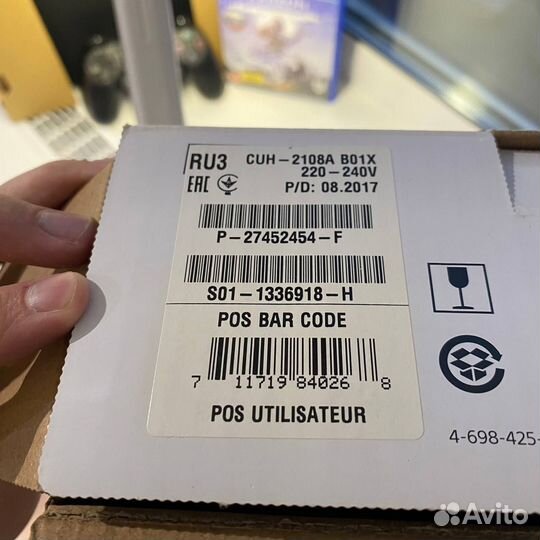 RU3 CUH-2108A B01X
220-240V
EAC P/D: 08.2017
P-27452454-F
S01-1336918-H
POS BAR CODE
7 11719 84026 8
POS UTILISATEUR
4-698-425-
Avito